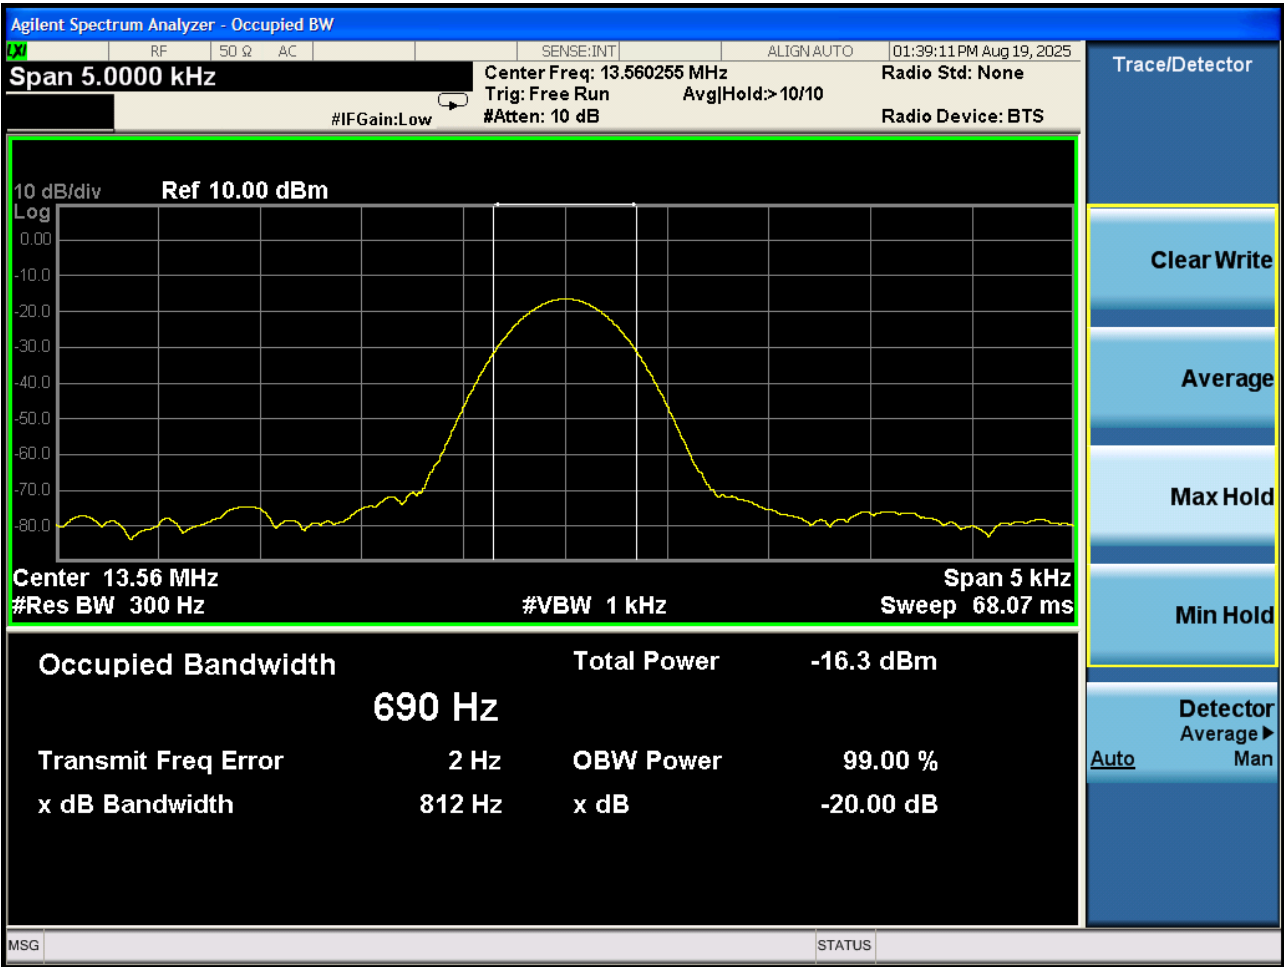 Agilent Spectrum Analyzer - Occupied BW
LXI RF 50 Ω AC SENSE:INT ALIGN AUTO 01:39:11 PM Aug 19, 2025
Span 5.0000 kHz
Center Freq: 13.560255 MHz Radio Std: None
Trig: Free Run Avg|Hold:> 10/10
#IFGain:Low #Atten: 10 dB Radio Device: BTS
10 dB/div Ref 10.00 dBm
Log
0.00
-10.0
-20.0
-30.0
-40.0
-50.0
-60.0
-70.0
-80.0
Center 13.56 MHz Span 5 kHz
#Res BW 300 Hz #VBW 1 kHz Sweep 68.07 ms
Occupied Bandwidth Total Power -16.3 dBm
690 Hz
Transmit Freq Error 2 Hz OBW Power 99.00 %
x dB Bandwidth 812 Hz x dB -20.00 dB
MSG STATUS
Trace/Detector
Clear Write
Average
Max Hold
Min Hold
Detector
Average▶
Auto Man